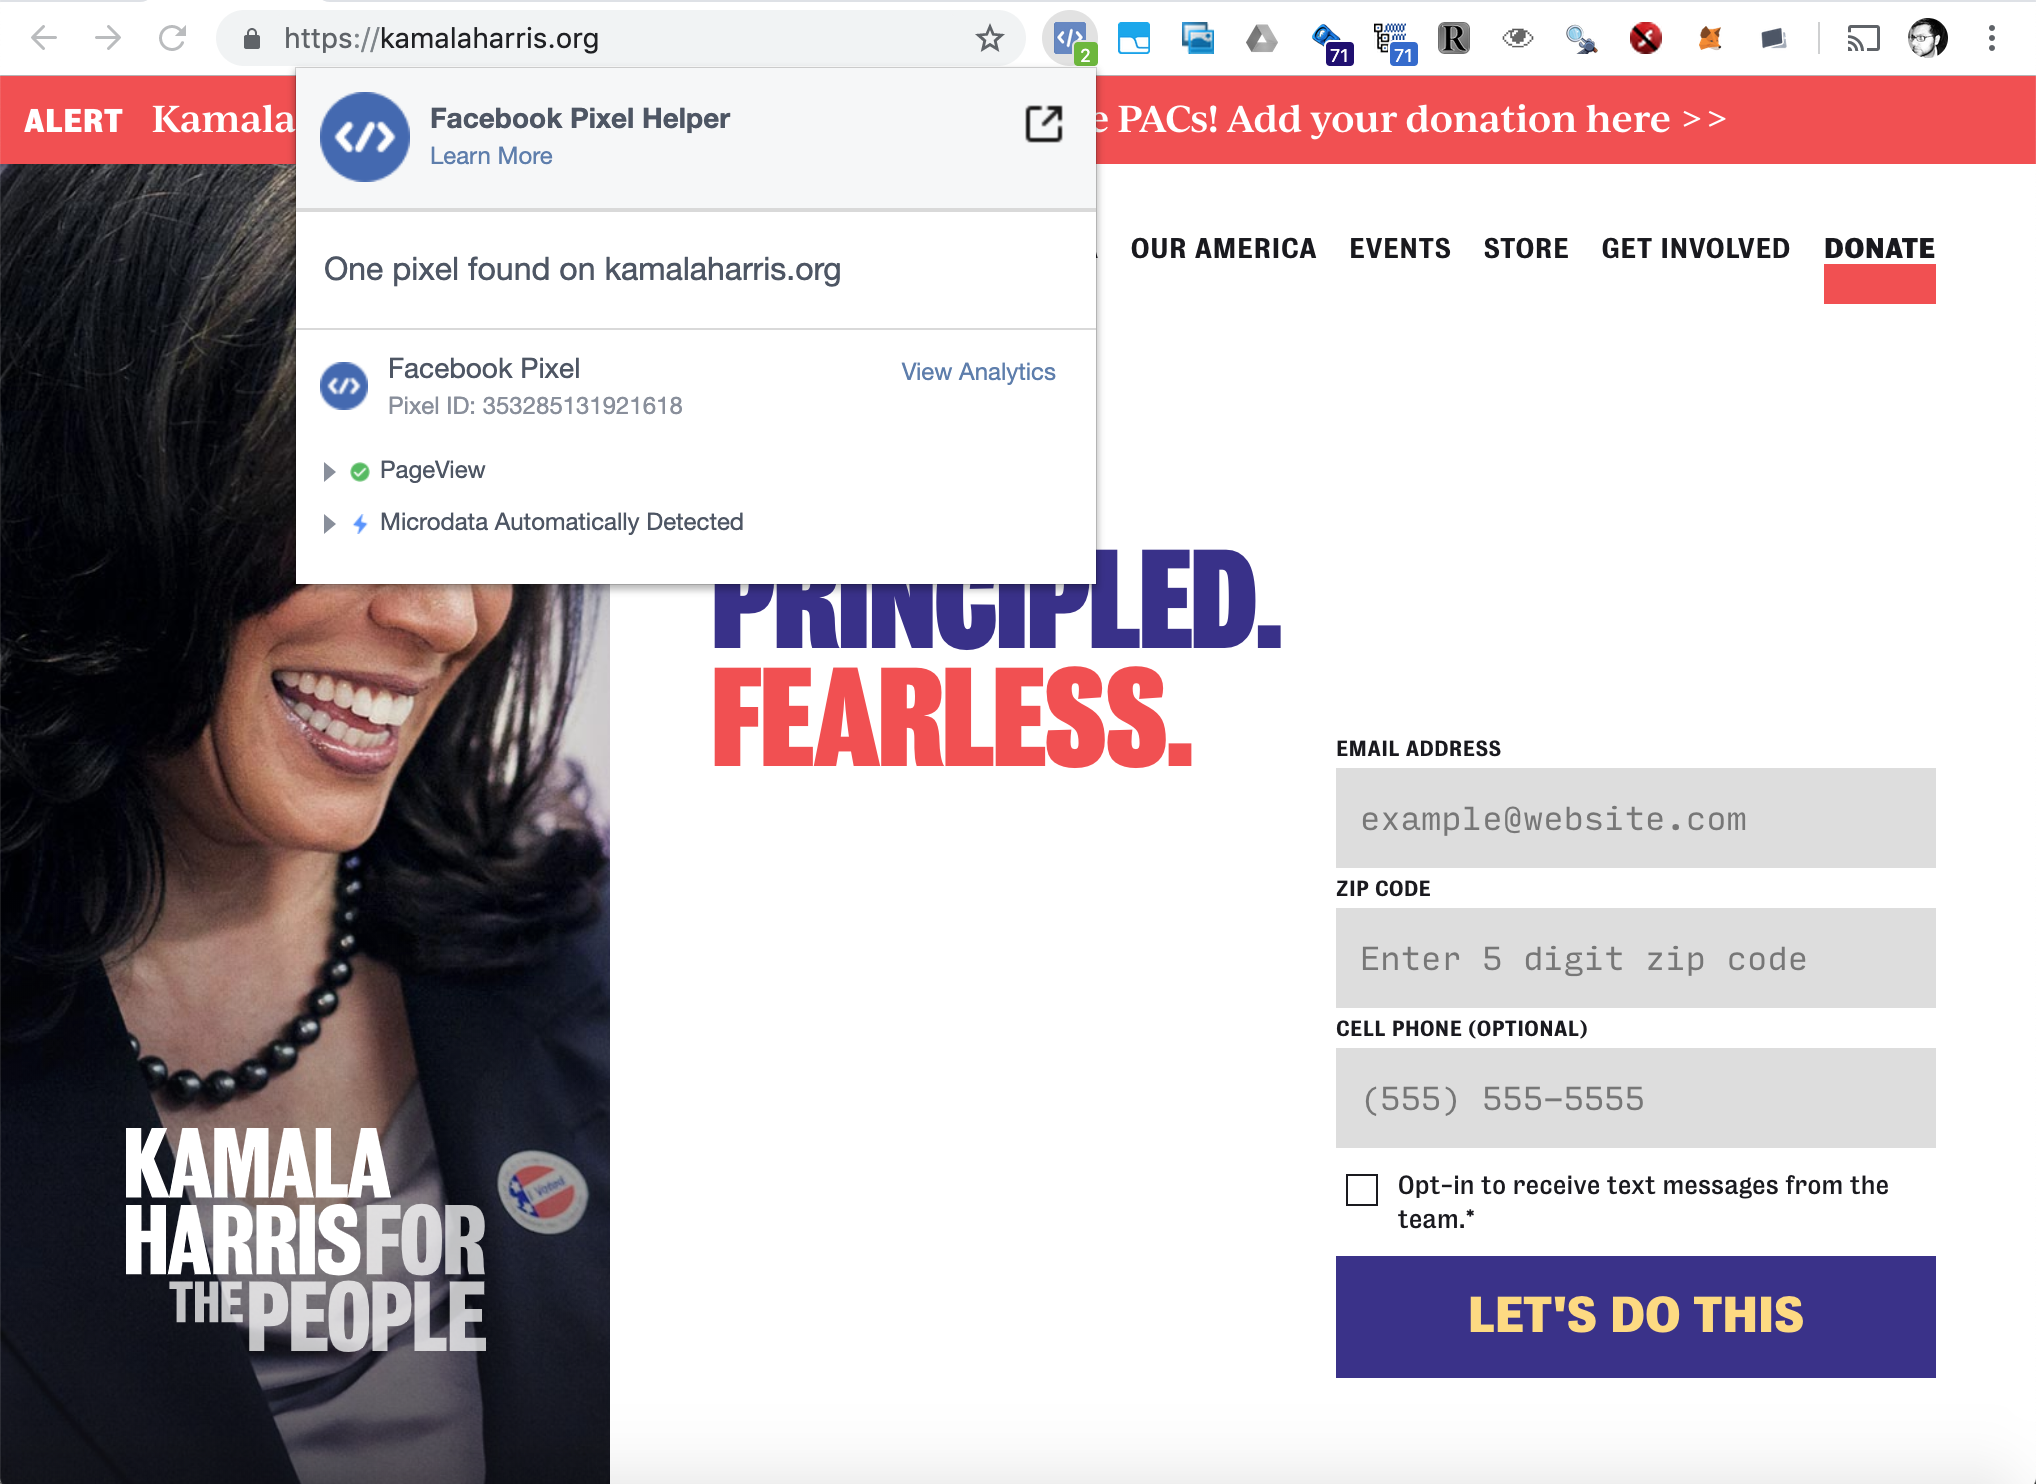 https://kamalaharris.org
2
71
71
R
ALERT Kamala
e PACs! Add your donation here >>
Facebook Pixel Helper
Learn More
One pixel found on kamalaharris.org
Facebook Pixel
View Analytics
Pixel ID: 353285131921618
PageView
Microdata Automatically Detected
OUR AMERICA EVENTS STORE GET INVOLVED DONATE
PRINCIPLED.
FEARLESS.
EMAIL ADDRESS
example@website.com
ZIP CODE
Enter 5 digit zip code
CELL PHONE (OPTIONAL)
(555) 555-5555
Opt-in to receive text messages from the
team.*
LET'S DO THIS
I Voted
KAMALA
HARRIS FOR
THE PEOPLE